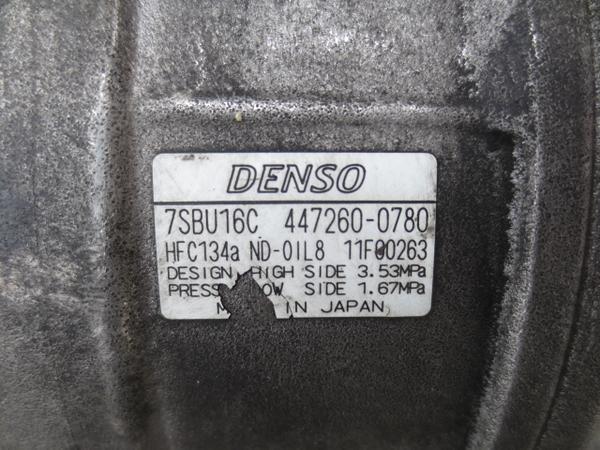 DENSO
7SBU16C 447260-0780
HFC134a ND-OIL8 11F00263
DESIGN HIGH SIDE 3.53MPa
PRESS. LOW SIDE 1.67MPa
IN JAPAN